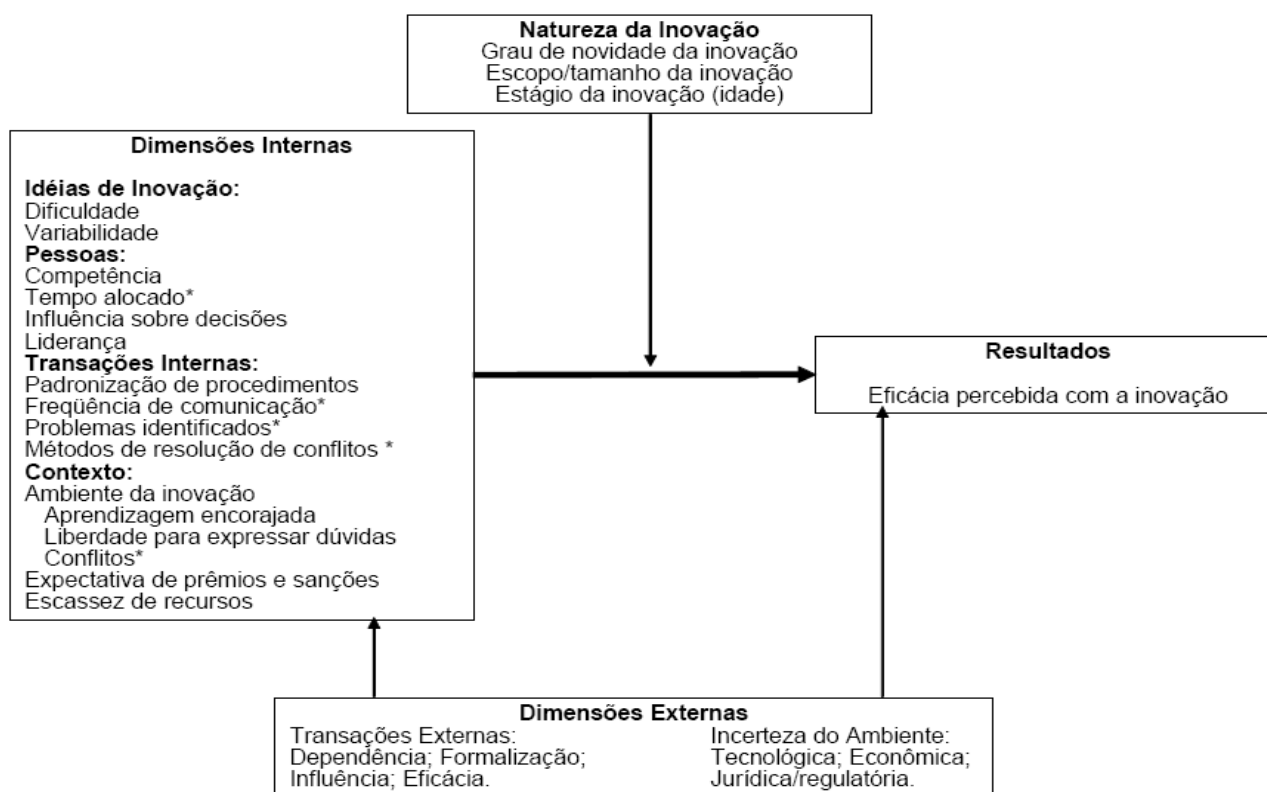 Natureza da Inovação
Grau de novidade da inovação
Escopo/tamanho da inovação
Estágio da inovação (idade)
Dimensões Internas
Idéias de Inovação:
Dificuldade
Variabilidade
Pessoas:
Competência
Tempo alocado*
Influência sobre decisões
Liderança
Transações Internas:
Padronização de procedimentos
Freqüência de comunicação*
Problemas identificados*
Métodos de resolução de conflitos *
Contexto:
Ambiente da inovação
Aprendizagem encorajada
Liberdade para expressar dúvidas
Conflitos*
Expectativa de prêmios e sanções
Escassez de recursos
Resultados
Eficácia percebida com a inovação
Dimensões Externas
Transações Externas:
Dependência; Formalização;
Influência; Eficácia.
Incerteza do Ambiente:
Tecnológica; Econômica;
Jurídica/regulatória.